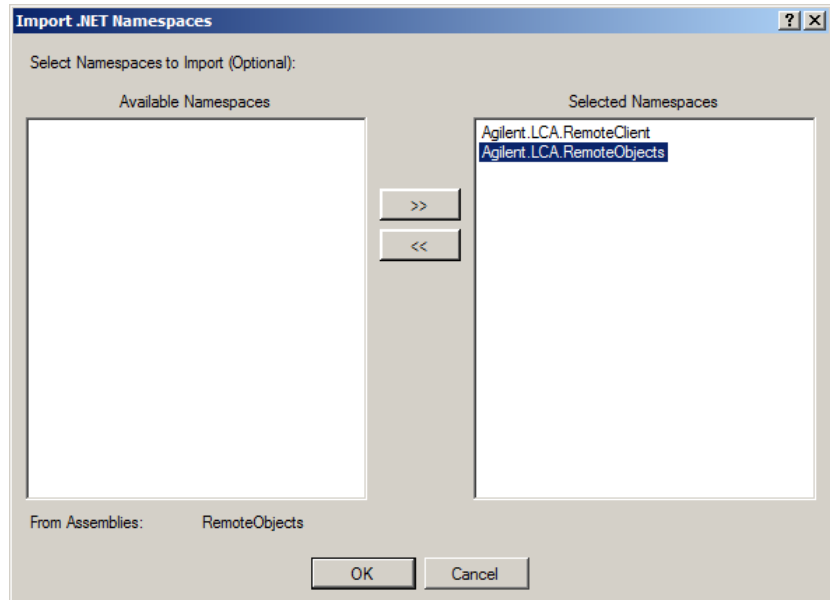 Import .NET Namespaces
Select Namespaces to Import (Optional):
Available Namespaces
Selected Namespaces
Agilent.LCA.RemoteClient
Agilent.LCA.RemoteObjects
>>
<<
From Assemblies: RemoteObjects
OK Cancel